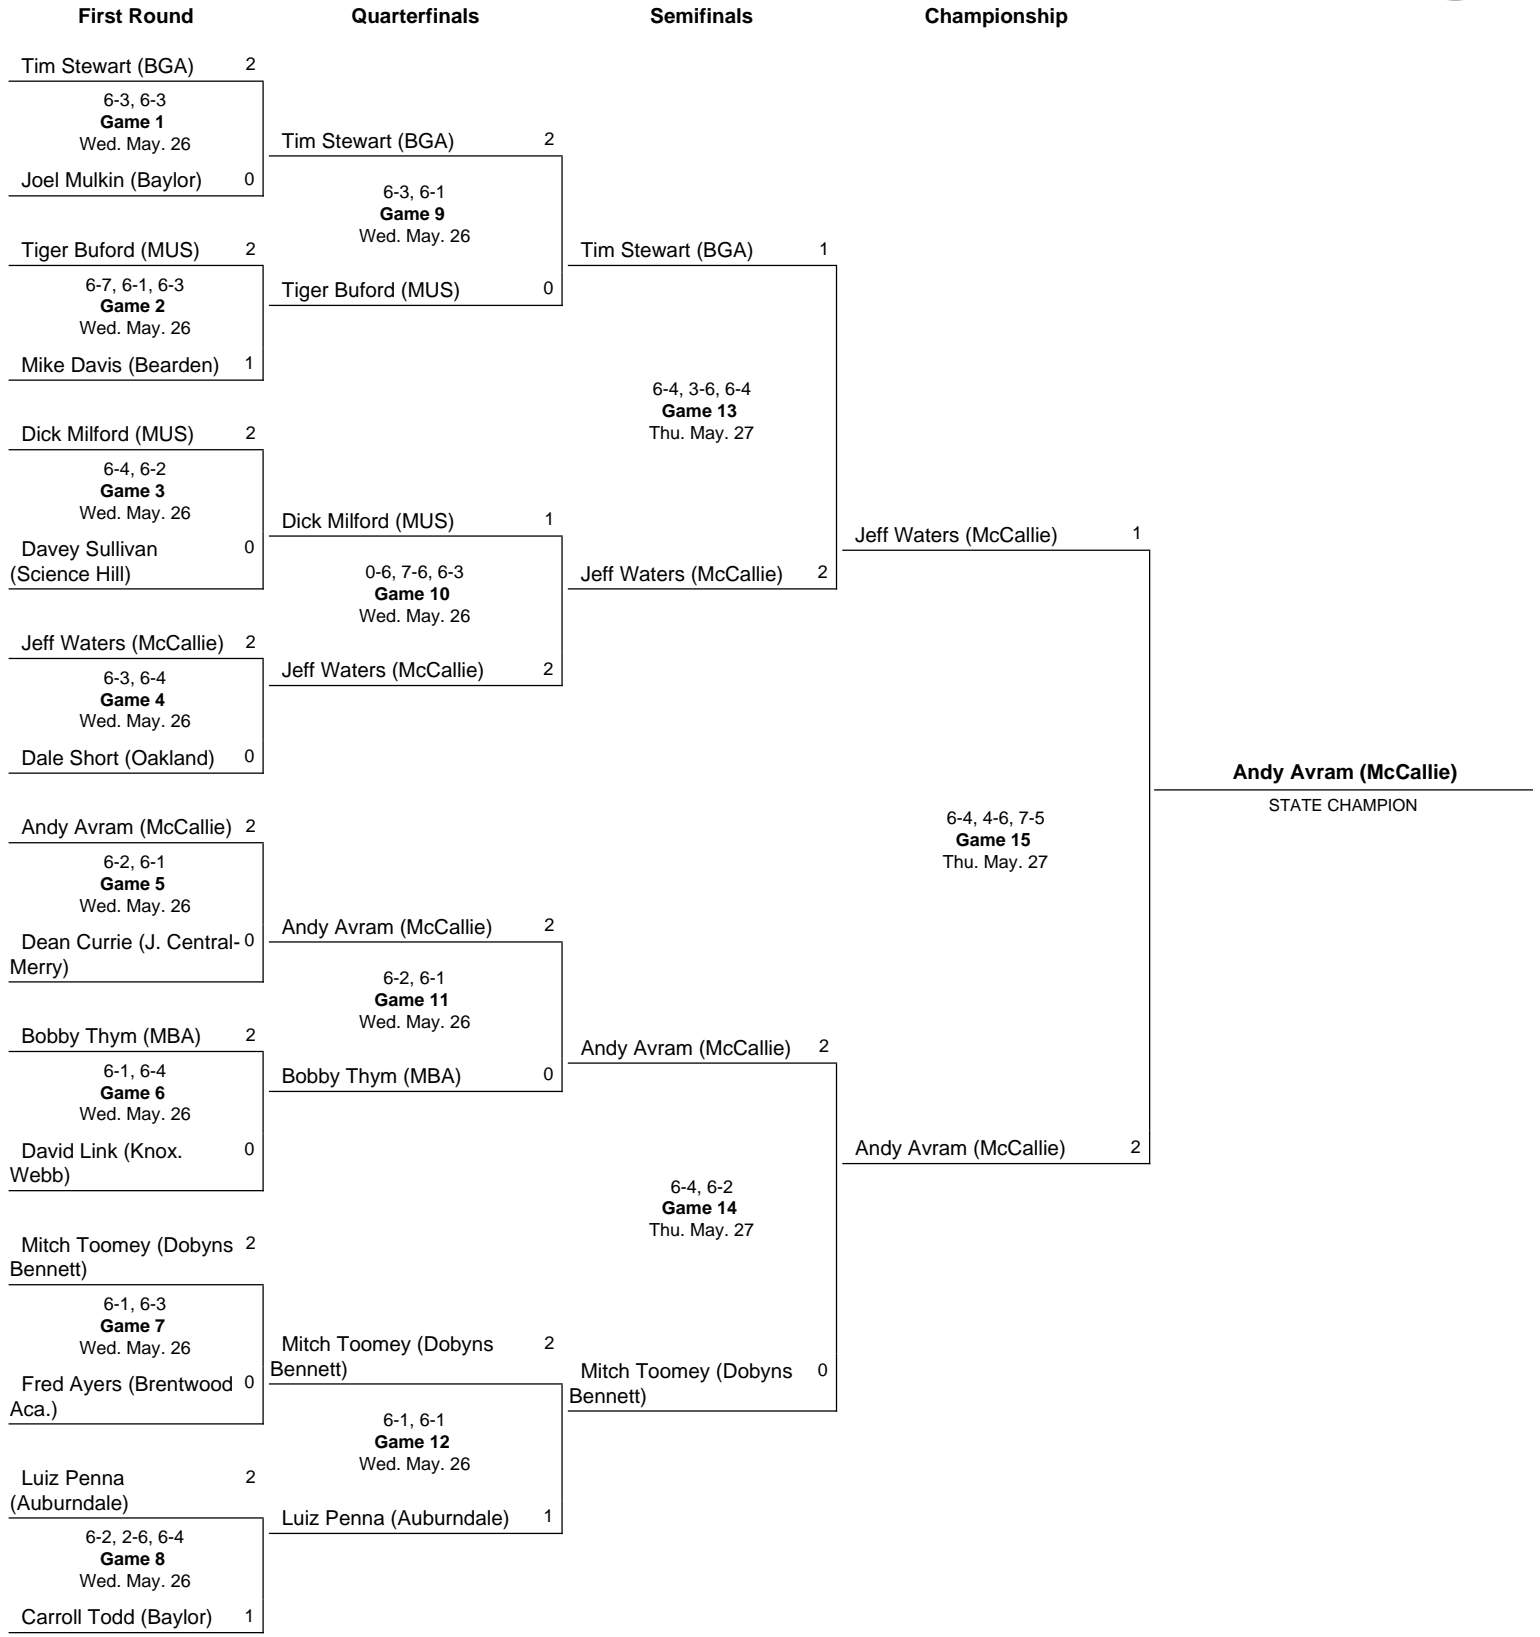 First Round
Quarterfinals
Semifinals
Championship
Tim Stewart (BGA) 2
6-3, 6-3
Game 1
Wed. May. 26
Joel Mulkin (Baylor) 0
Tiger Buford (MUS) 2
6-7, 6-1, 6-3
Game 2
Wed. May. 26
Mike Davis (Bearden) 1
Dick Milford (MUS) 2
6-4, 6-2
Game 3
Wed. May. 26
Davey Sullivan 0
(Science Hill)
Jeff Waters (McCallie) 2
6-3, 6-4
Game 4
Wed. May. 26
Dale Short (Oakland) 0
Andy Avram (McCallie) 2
6-2, 6-1
Game 5
Wed. May. 26
Dean Currie (J. Central- 0
Merry)
Bobby Thym (MBA) 2
6-1, 6-4
Game 6
Wed. May. 26
David Link (Knox. 0
Webb)
Mitch Toomey (Dobyns 2
Bennett)
6-1, 6-3
Game 7
Wed. May. 26
Fred Ayers (Brentwood 0
Aca.)
Luiz Penna 2
(Auburndale)
6-2, 2-6, 6-4
Game 8
Wed. May. 26
Carroll Todd (Baylor) 1
Tim Stewart (BGA) 2
6-3, 6-1
Game 9
Wed. May. 26
Tiger Buford (MUS) 0
Dick Milford (MUS) 1
0-6, 7-6, 6-3
Game 10
Wed. May. 26
Jeff Waters (McCallie) 2
Andy Avram (McCallie) 2
6-2, 6-1
Game 11
Wed. May. 26
Bobby Thym (MBA) 0
Mitch Toomey (Dobyns 2
Bennett)
6-1, 6-1
Game 12
Wed. May. 26
Luiz Penna (Auburndale) 1
Tim Stewart (BGA) 1
6-4, 3-6, 6-4
Game 13
Thu. May. 27
Jeff Waters (McCallie) 2
Andy Avram (McCallie) 2
6-4, 6-2
Game 14
Thu. May. 27
Mitch Toomey (Dobyns 0
Bennett)
Jeff Waters (McCallie) 1
6-4, 4-6, 7-5
Game 15
Thu. May. 27
Andy Avram (McCallie) 2
Andy Avram (McCallie)
STATE CHAMPION